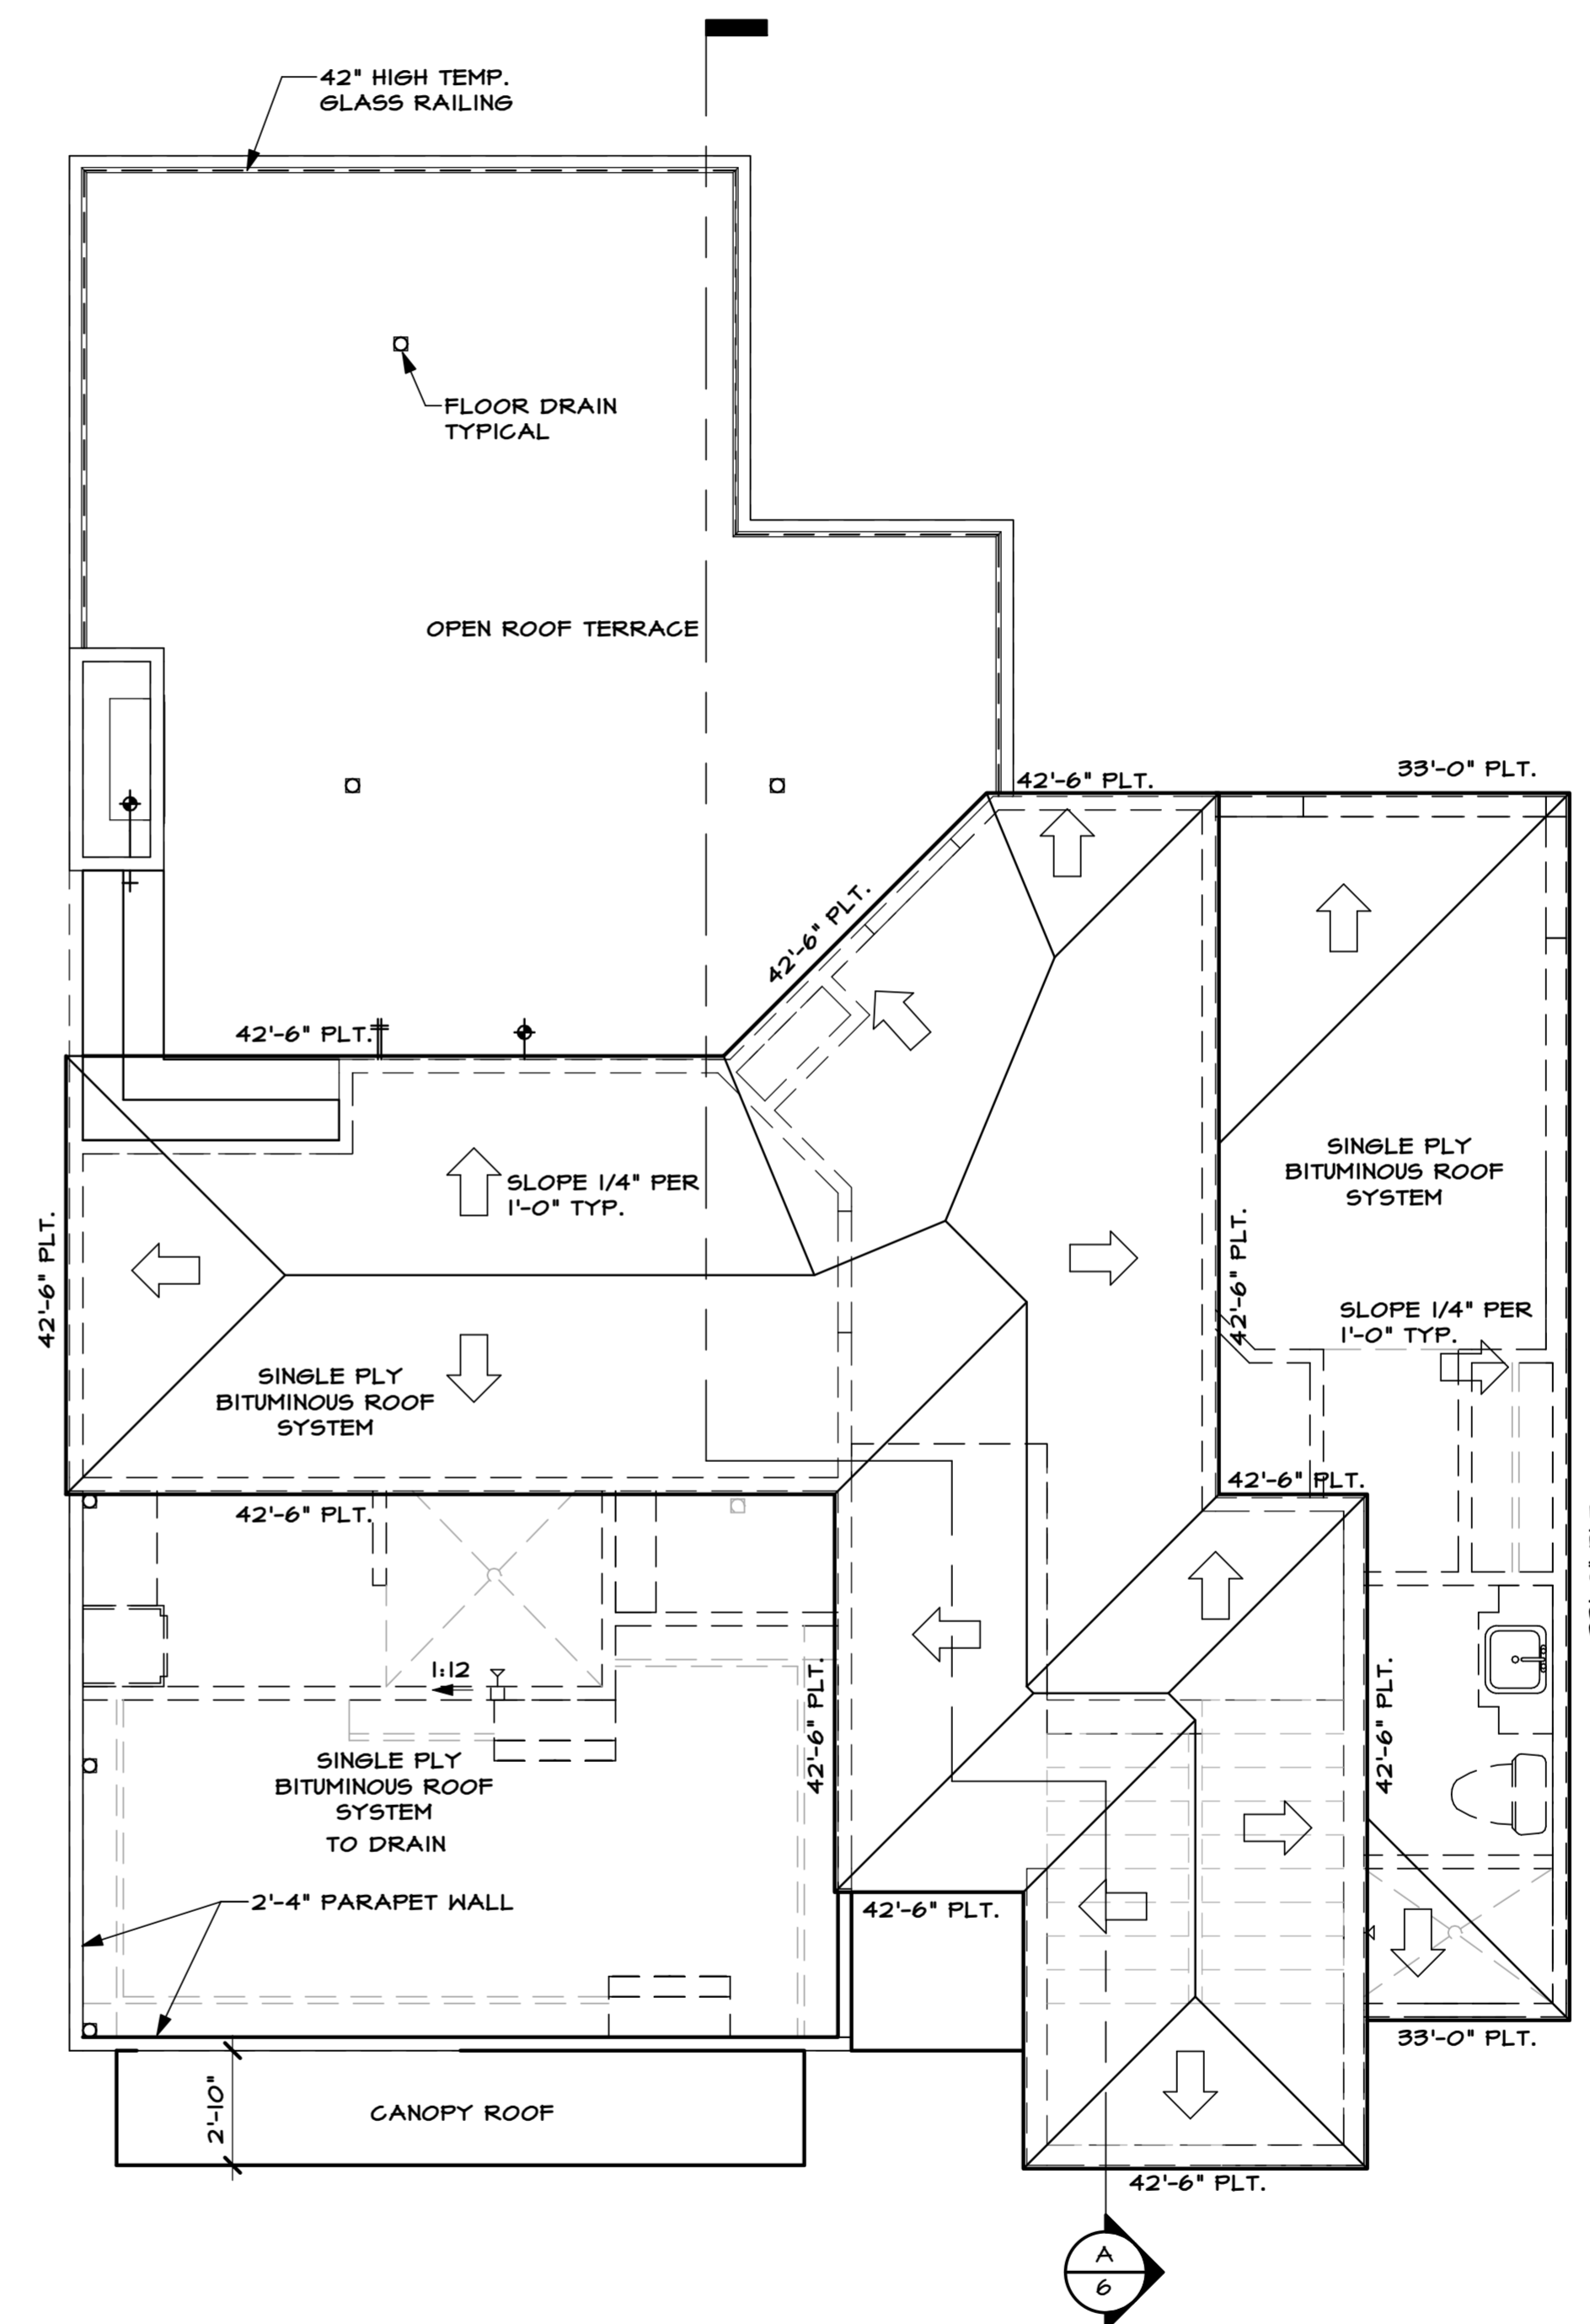 42" HIGH TEMP.
GLASS RAILING
FLOOR DRAIN
TYPICAL
OPEN ROOF TERRACE
42'-6" PLT.
33'-0" PLT.
42'-6" PLT.
42'-6" PLT.
SINGLE PLY
BITUMINOUS ROOF
SYSTEM
SLOPE 1/4" PER
1'-0" TYP.
42'-6" PLT.
42'-6" PLT.
SLOPE 1/4" PER
1'-0" TYP.
SINGLE PLY
BITUMINOUS ROOF
SYSTEM
42'-6" PLT.
42'-6" PLT.
1:12
42'-6" PLT.
42'-6" PLT.
SINGLE PLY
BITUMINOUS ROOF
SYSTEM
TO DRAIN
2'-4" PARAPET WALL
42'-6" PLT.
33'-0" PLT.
2'-10"
CANOPY ROOF
42'-6" PLT.
A
6